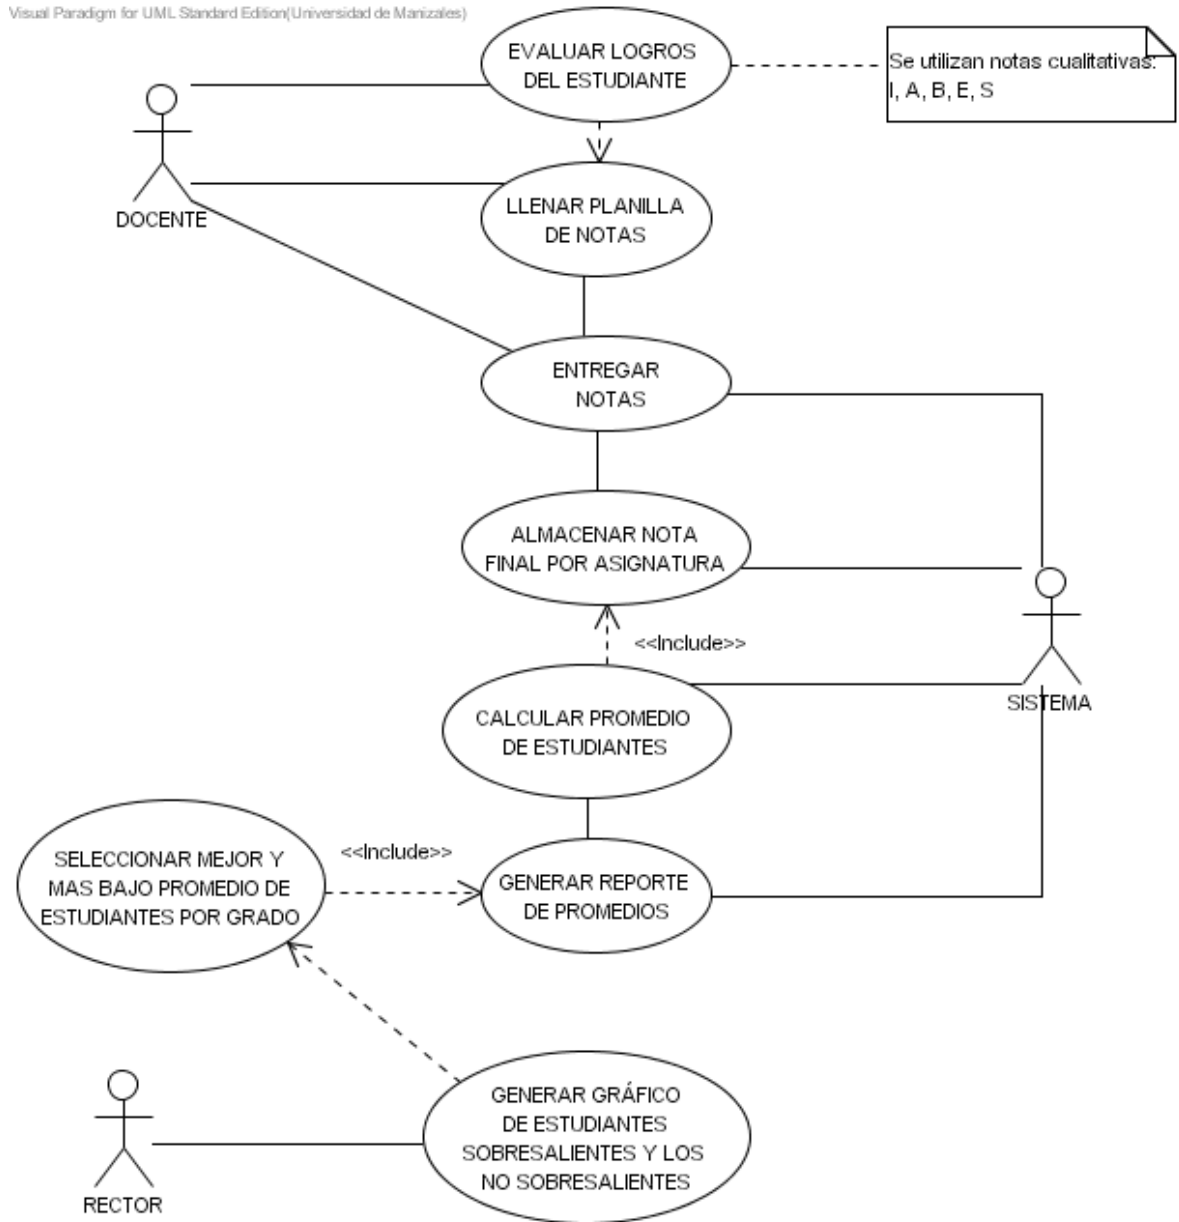 Visual Paradigm for UML Standard Edition(Universidad de Manizales)
EVALUAR LOGROS
DEL ESTUDIANTE
Se utilizan notas cualitativas:
I, A, B, E, S
DOCENTE
LLENAR PLANILLA
DE NOTAS
ENTREGAR
NOTAS
ALMACENAR NOTA
FINAL POR ASIGNATURA
<<Include>>
SISTEMA
CALCULAR PROMEDIO
DE ESTUDIANTES
SELECCIONAR MEJOR Y
MAS BAJO PROMEDIO DE
ESTUDIANTES POR GRADO
<<Include>>
GENERAR REPORTE
DE PROMEDIOS
RECTOR
GENERAR GRÁFICO
DE ESTUDIANTES
SOBRESALIENTES Y LOS
NO SOBRESALIENTES